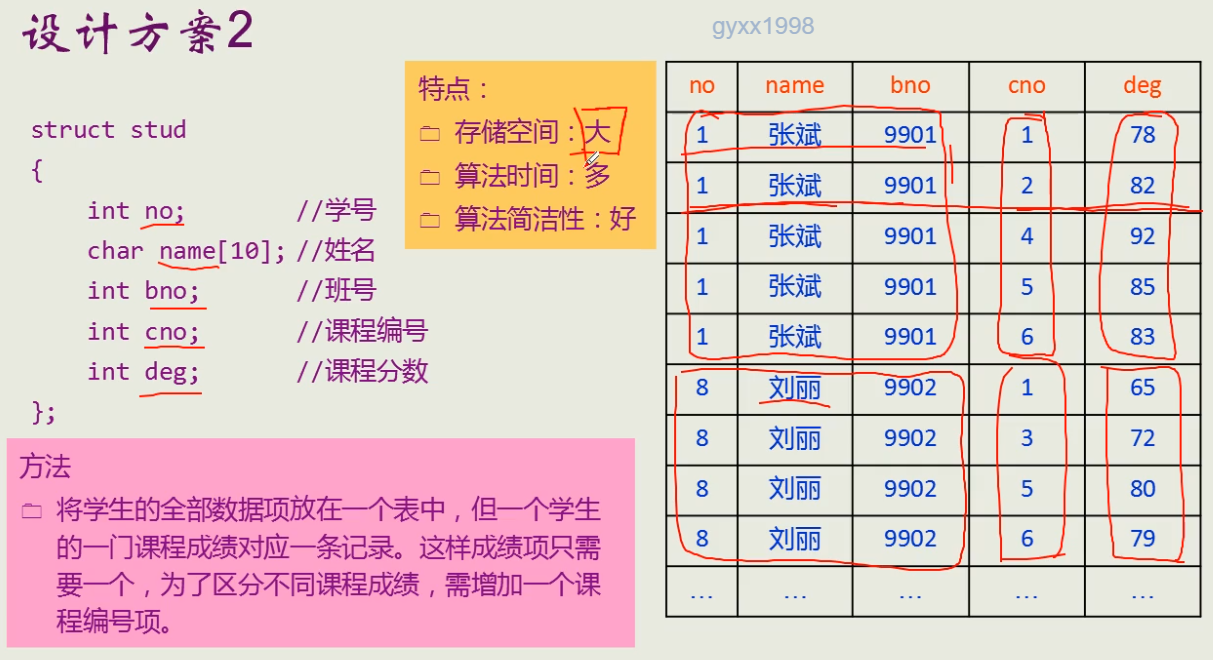 设计方案2
gyxx1998
struct stud
{
int no; //学号
char name[10]; //姓名
int bno; //班号
int cno; //课程编号
int deg; //课程分数
};
特点：
存储空间：大
算法时间：多
算法简洁性：好
方法
将学生的全部数据项放在一个表中，但一个学生
的一门课程成绩对应一条记录。这样成绩项只需
要一个，为了区分不同课程成绩，需增加一个课
程编号项。
no name bno cno deg
1 张斌 9901 1 78
1 张斌 9901 2 82
1 张斌 9901 4 92
1 张斌 9901 5 85
1 张斌 9901 6 83
8 刘丽 9902 1 65
8 刘丽 9902 3 72
8 刘丽 9902 5 80
8 刘丽 9902 6 79
… … … … …